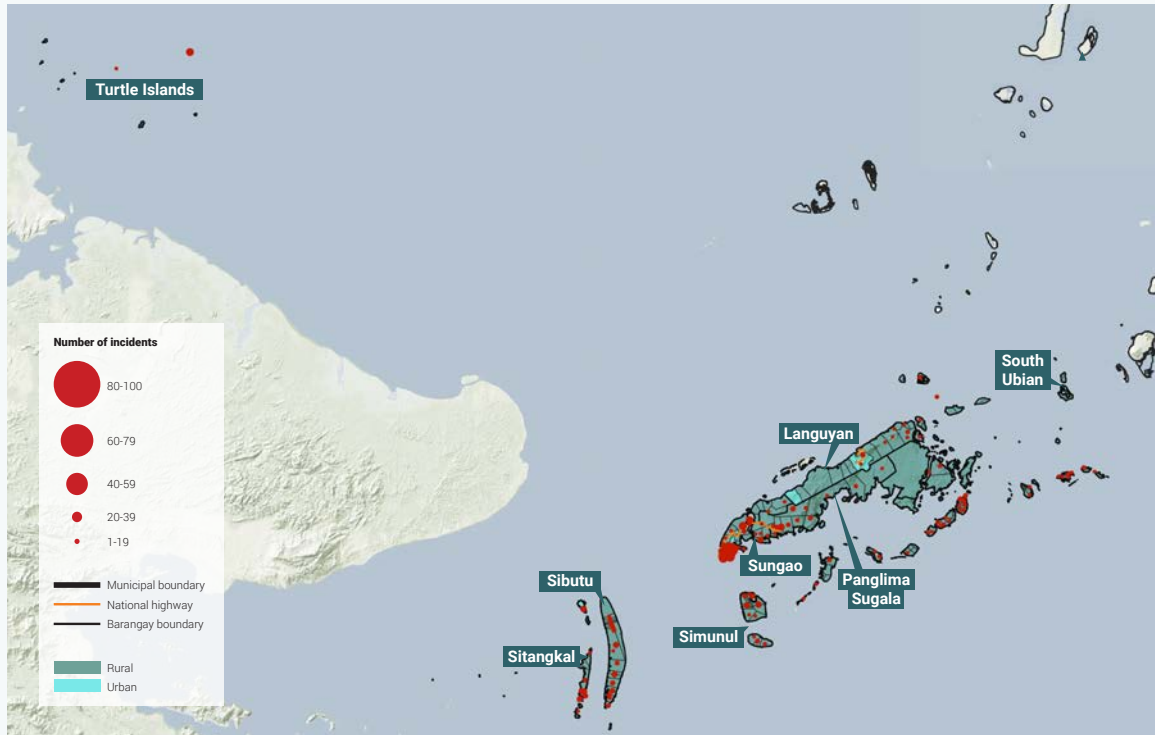 Turtle Islands
Number of incidents
80-100
60-79
40-59
20-39
1-19
Municipal boundary
National highway
Barangay boundary
Rural
Urban
South
Ubian
Languyan
Sungao
Panglima
Sugala
Sibutu
Simunul
Sitangkal